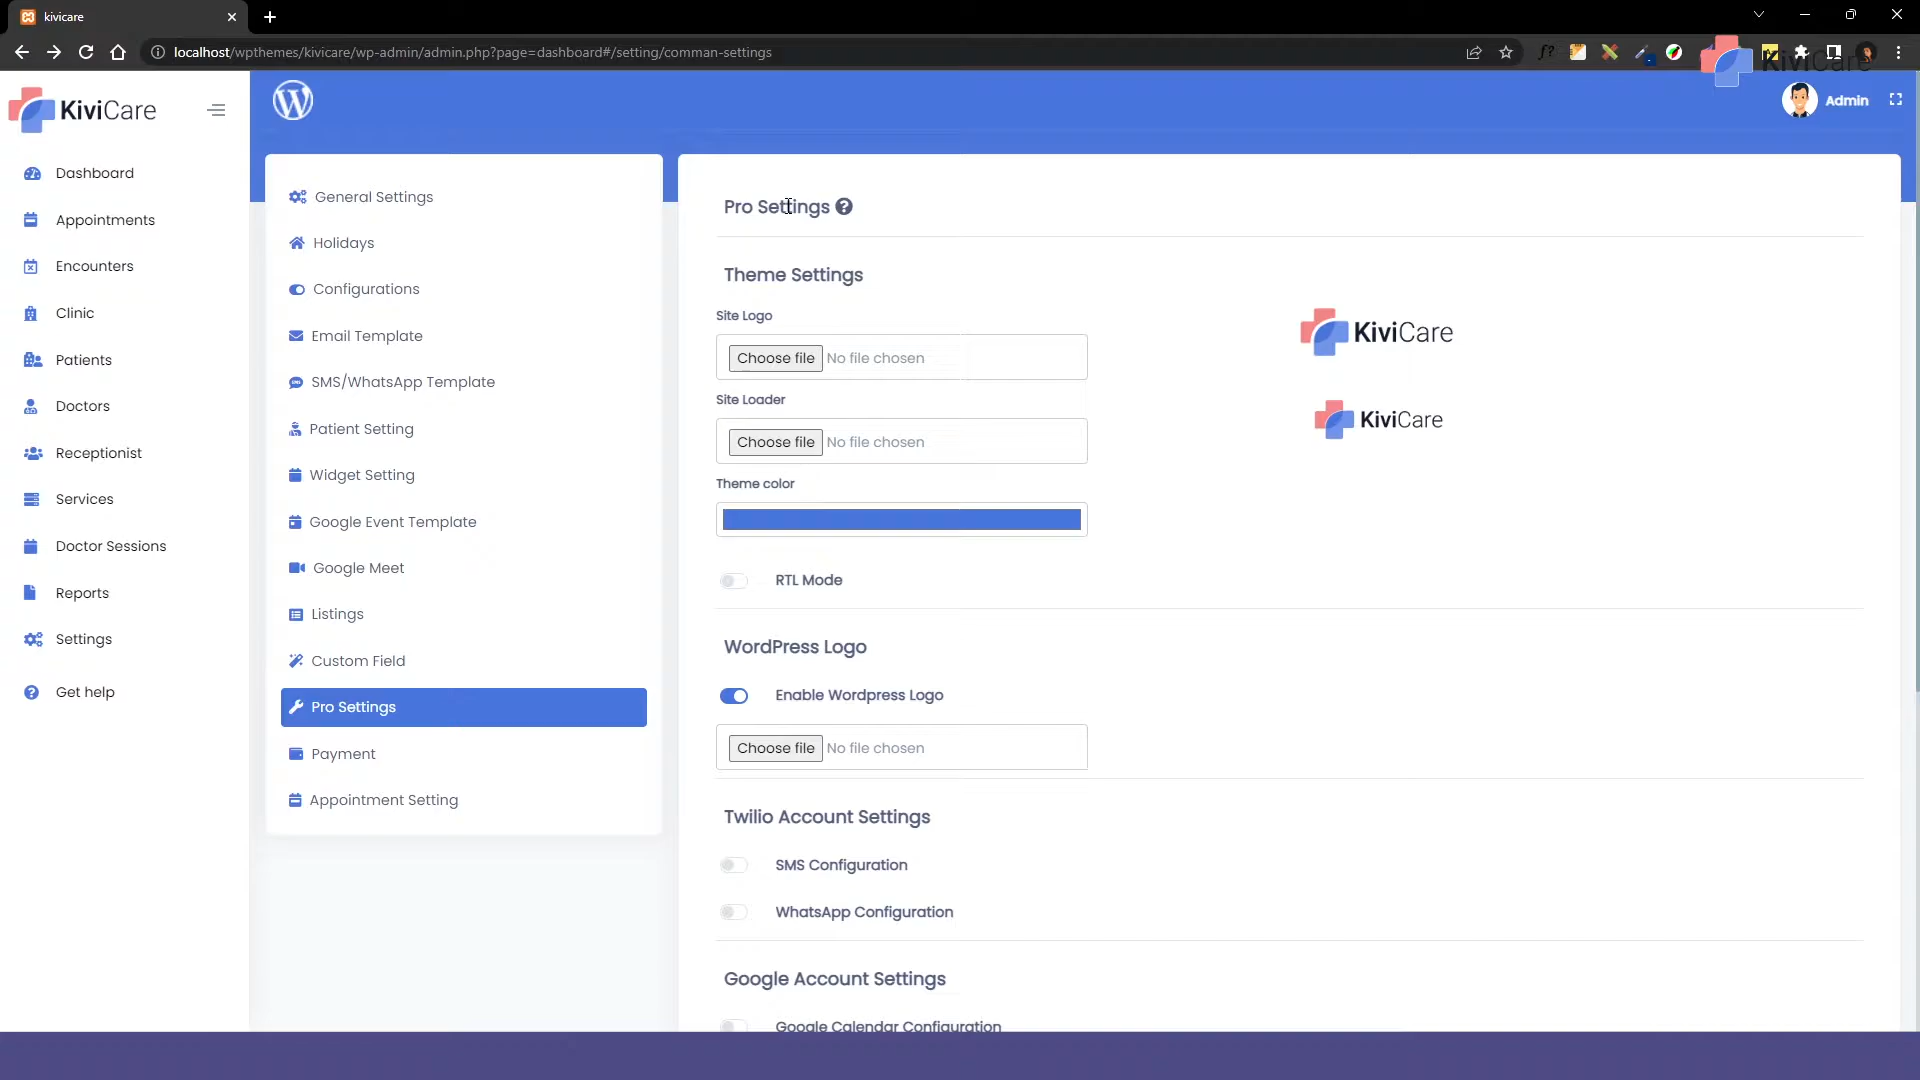 kivicare
localhost/wpthemes/kivicare/wp-admin/admin.php?page=dashboard#/setting/comman-settings
f?
KiviCare
KiviCare
Admin
Dashboard
Appointments
Encounters
Clinic
Patients
Doctors
Receptionist
Services
Doctor Sessions
Reports
Settings
Get help
General Settings
Holidays
Configurations
Email Template
SMS/WhatsApp Template
Patient Setting
Widget Setting
Google Event Template
Google Meet
Listings
Custom Field
Pro Settings
Payment
Appointment Setting
Pro Settings
Theme Settings
Site Logo
Choose file No file chosen
KiviCare
Site Loader
Choose file No file chosen
KiviCare
Theme color
RTL Mode
WordPress Logo
Enable Wordpress Logo
Choose file No file chosen
Twilio Account Settings
SMS Configuration
WhatsApp Configuration
Google Account Settings
Google Calendar Configuration